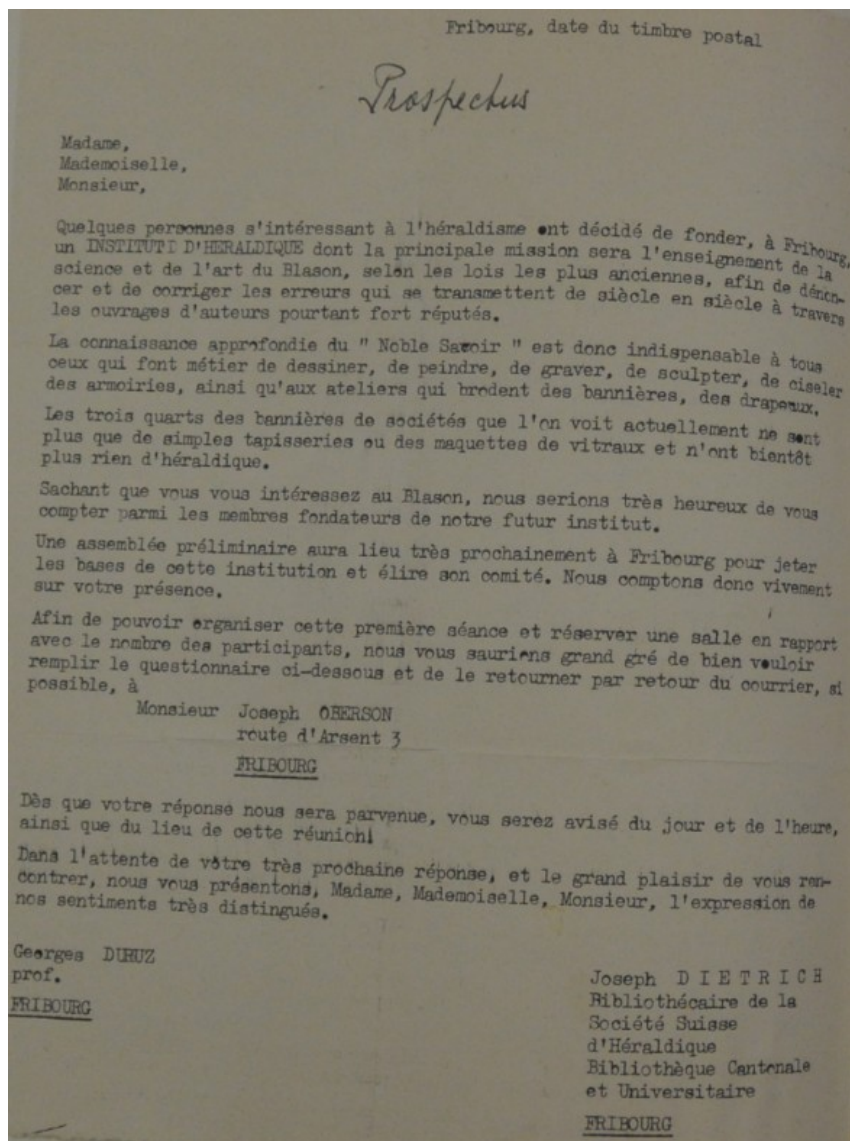 Fribourg, date du timbre postal
Prospectus
Madame,
Mademoiselle,
Monsieur,
Quelques personnes s'intéressant à l'héraldisme ont décidé de fonder, à Fribourg,
un INSTITUTI D'HERALDIQUE dont la principale mission sera l'enseignement de la
science et de l'art du Blason, selon les lois les plus anciennes, afin de dénon-
cer et de corriger les erreurs qui se transmettent de siècle en siècle à travers
les ouvrages d'auteurs pourtant fort réputés.
La connaissance approfondie du " Noble Savoir " est donc indispensable à tous
ceux qui font métier de dessiner, de peindre, de graver, de sculpter, de ciseler
des armoiries, ainsi qu'aux ateliers qui brodent des bannières, des drapeaux.
Les trois quarts des bannières de sociétés que l'on voit actuellement ne sont
plus que de simples tapisseries ou des maquettes de vitraux et n'ont bientôt
plus rien d'héraldique.
Sachant que vous vous intéressez au Blason, nous serions très heureux de vous
compter parmi les membres fondateurs de notre futur institut.
Une assemblée préliminaire aura lieu très prochainement à Fribourg pour jeter
les bases de cette institution et élire son comité. Nous comptons donc vivement
sur votre présence.
Afin de pouvoir organiser cette première séance et réserver une salle en rapport
avec le nombre des participants, nous vous saurions grand gré de bien vouloir
remplir le questionnaire ci-dessous et de le retourner par retour du courrier, si
possible, à
Monsieur Joseph OBERSON
route d'Arsent 3
FRIBOURG
Dès que votre réponse nous sera parvenue, vous serez avisé du jour et de l'heure,
ainsi que du lieu de cette réunion!
Dans l'attente de vôtre très prochaine réponse, et le grand plaisir de vous ren-
contrer, nous vous présentons, Madame, Mademoiselle, Monsieur, l'expression de
nos sentiments très distingués.
Georges DURUZ
prof.
FRIBOURG
Joseph DIETRICH
Bibliothécaire de la
Société Suisse
d'Héraldique
Bibliothèque Cantonale
et Universitaire
FRIBOURG